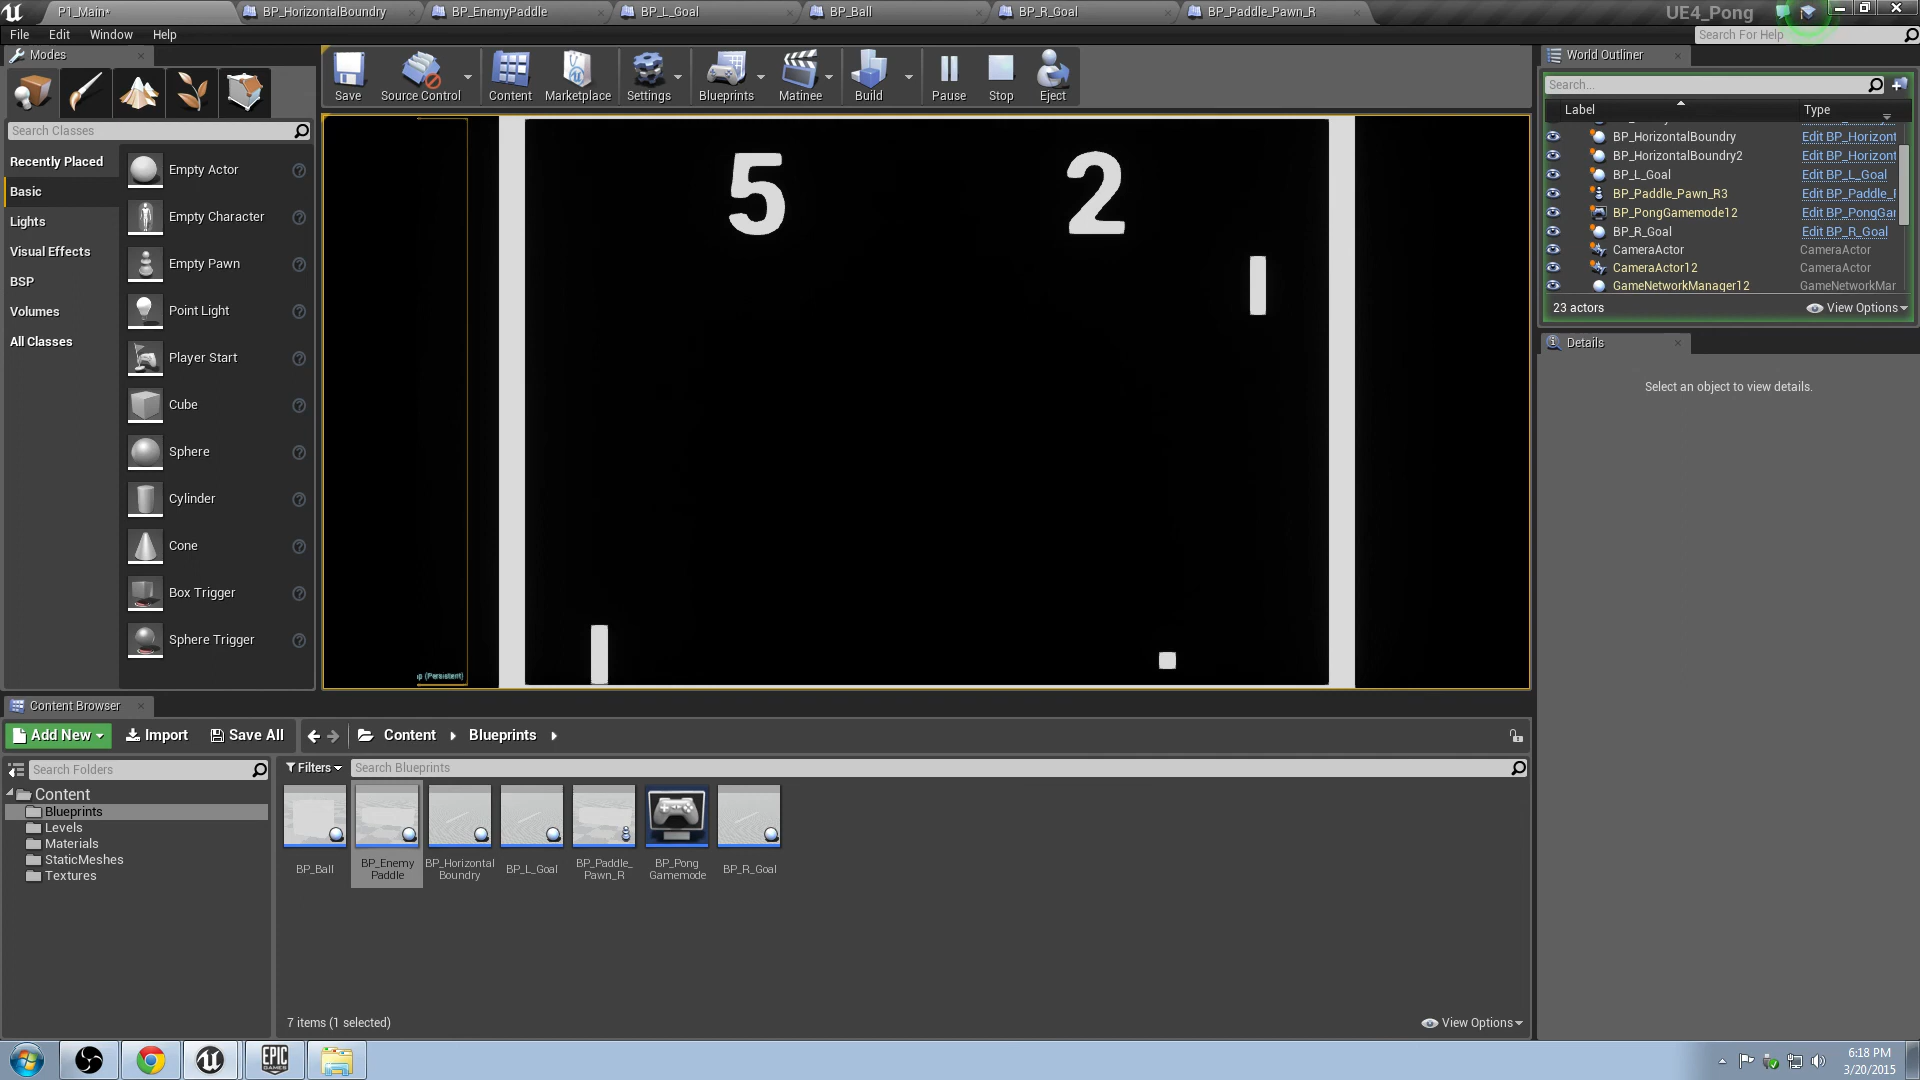 P1_Main*
BP_HorizontalBoundry
BP_EnemyPaddle
BP_L_Goal
BP_Ball
BP_R_Goal
BP_Paddle_Pawn_R
UE4_Pong
File Edit Window Help
Search For Help
Modes
Search Classes
Recently Placed
Basic
Lights
Visual Effects
BSP
Volumes
All Classes
Empty Actor
Empty Character
Empty Pawn
Point Light
Player Start
Cube
Sphere
Cylinder
Cone
Box Trigger
Sphere Trigger
Save
Source Control
Content
Marketplace
Settings
Blueprints
Matinee
Build
Pause
Stop
Eject
5 2
p (Persistent)
World Outliner
Search...
Label Type
BP_HorizontalBoundry Edit BP_Horizont
BP_HorizontalBoundry2 Edit BP_Horizont
BP_L_Goal Edit BP_L_Goal
BP_Paddle_Pawn_R3 Edit BP_Paddle_
BP_PongGamemode12 Edit BP_PongGar
BP_R_Goal Edit BP_R_Goal
CameraActor CameraActor
CameraActor12 CameraActor
GameNetworkManager12 GameNetworkMar
23 actors View Options
Details
Select an object to view details.
Content Browser
Add New Import Save All Content Blueprints
Search Folders
Content
Blueprints
Levels
Materials
StaticMeshes
Textures
Filters Search Blueprints
BP_Ball
BP_Enemy
Paddle
BP_Horizontal
Boundry
BP_L_Goal
BP_Paddle_
Pawn_R
BP_Pong
Gamemode
BP_R_Goal
7 items (1 selected) View Options
EPIC
GAMES
6:18 PM
3/20/2015